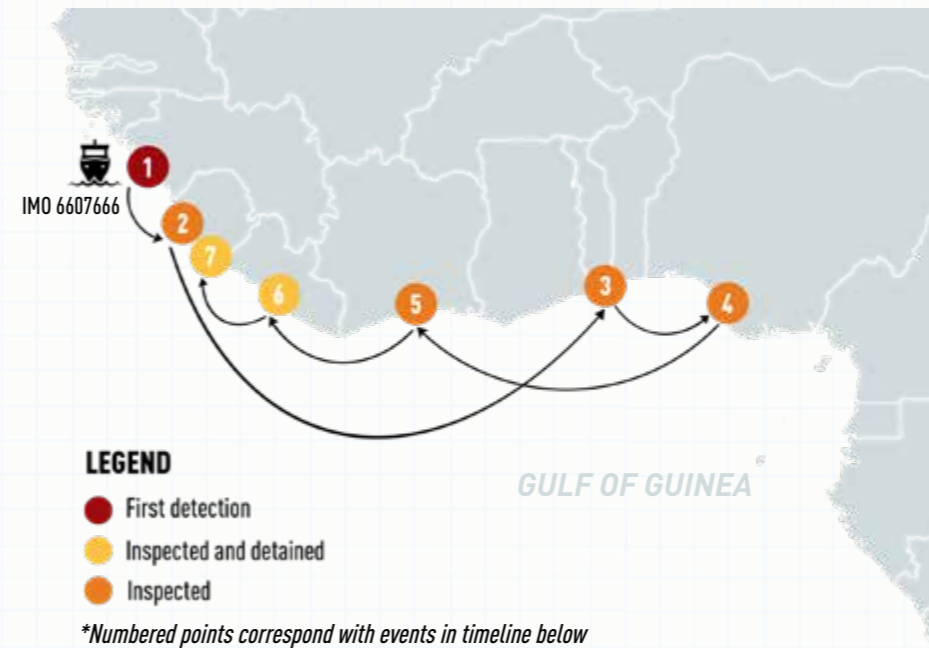 1
IMO 6607666
2
7
6
5
3
4
LEGEND
GULF OF GUINEA
First detection
Inspected and detained
Inspected
*Numbered points correspond with events in timeline below